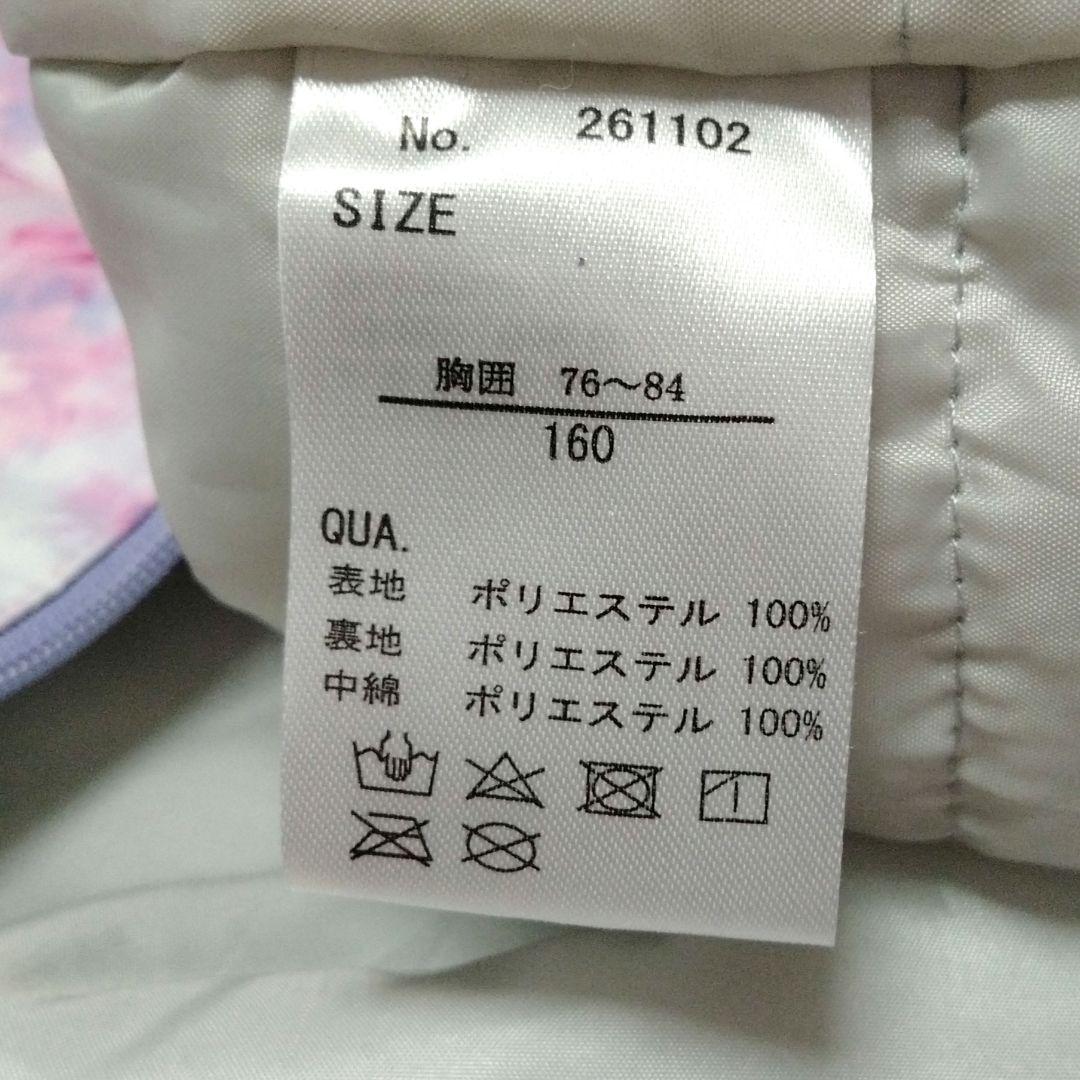 No. 261102
SIZE
胸囲 76～84
160
QUA.
表地 ポリエステル 100%
裏地 ポリエステル 100%
中綿 ポリエステル 100%